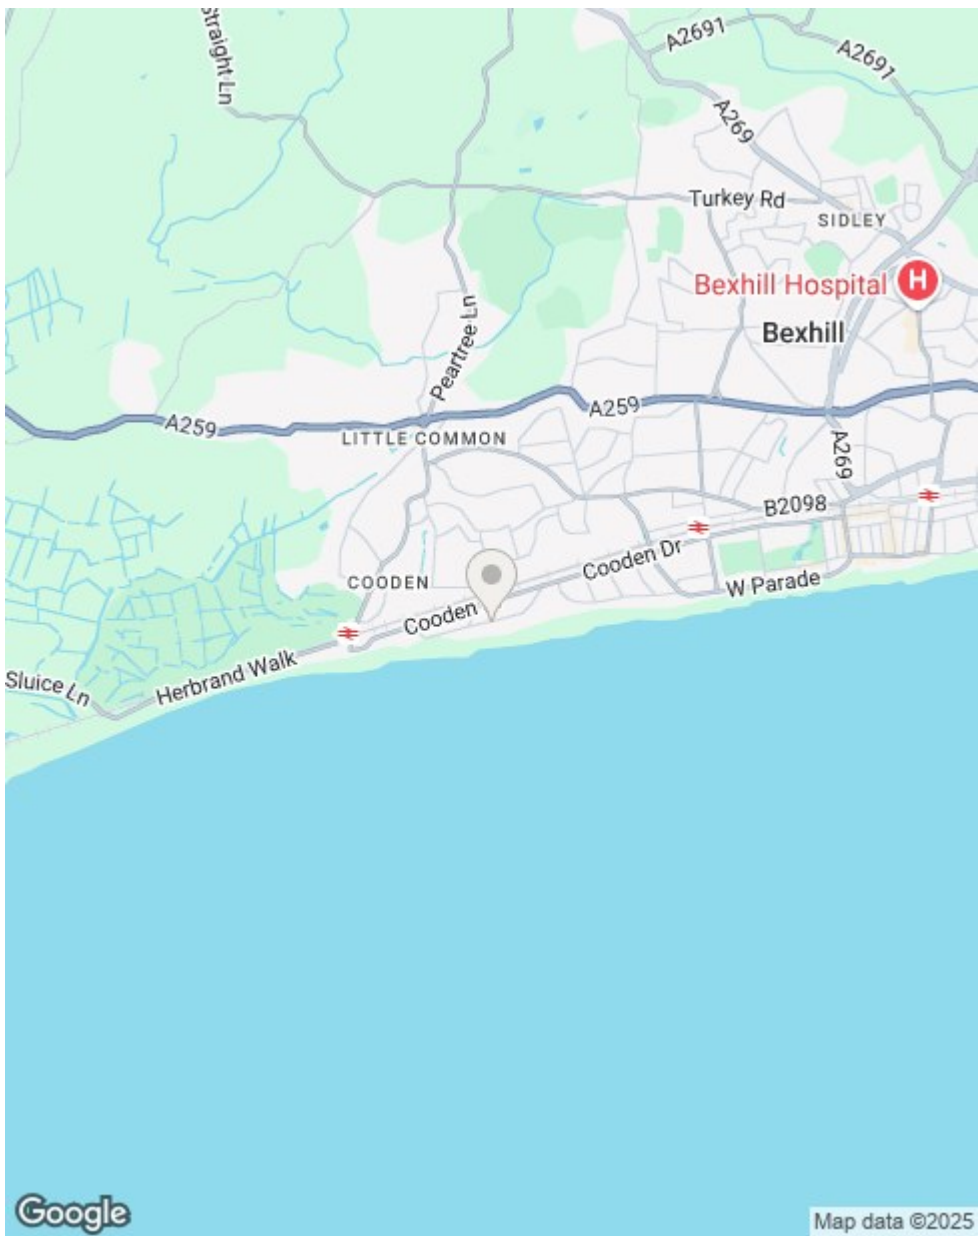 Straight Ln
A2691
A2691
A269
Turkey Rd
SIDLEY
Bexhill Hospital
H
Bexhill
Peartree Ln
A259
A259
LITTLE COMMON
A269
B2098
COODEN
Cooden Dr
W Parade
Cooden
Herbrand Walk
Sluice Ln
Google
Map data ©2025